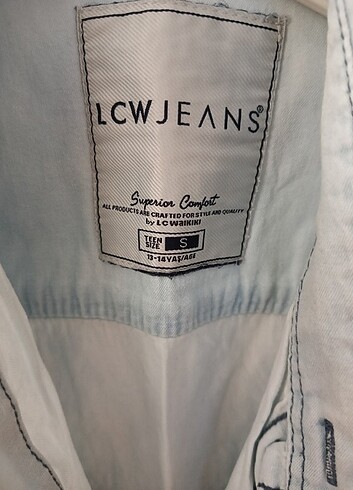 LCWJEANS®
Superior Comfort
ALL PRODUCTS ARE CRAFTED FOR STYLE AND QUALITY
by LC WAIKIKI
TEEN
SIZE
S
13-14 YAŞ/AGE